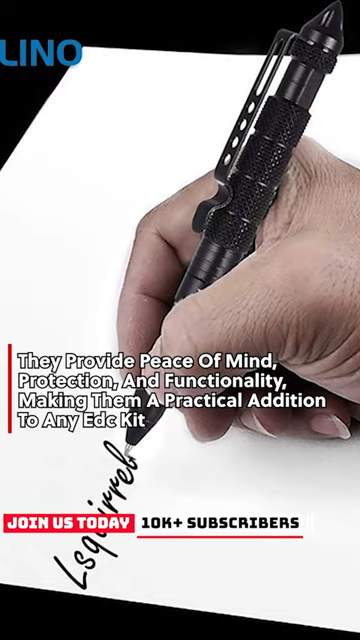 LINO
They Provide Peace Of Mind,
Protection, And Functionality,
Making Them A Practical Addition
To Any Edc Kit
JOIN US TODAY 10K+ SUBSCRIBERS
Lsquirreb